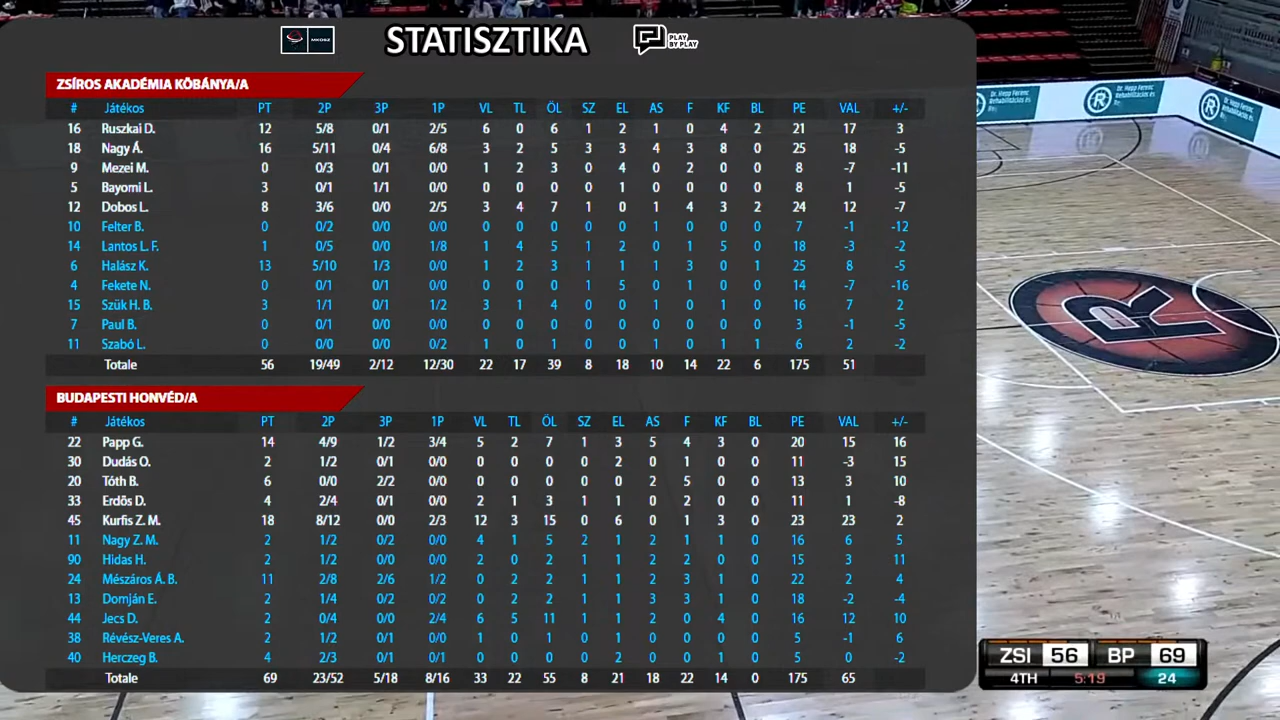 MKOSZ STATISZTIKA PLAY BY PLAY
ZSÍROS AKADÉMIA KÖBÁNYA/A
# Játékos PT 2P 3P 1P VL TL ÖL SZ EL AS F KF BL PE VAL +/-
16 Ruszkai D. 12 5/8 0/1 2/5 6 0 6 1 2 1 0 4 2 21 17 3
18 Nagy Á. 16 5/11 0/4 6/8 3 2 5 3 3 4 3 8 0 25 18 -5
9 Mezei M. 0 0/3 0/1 0/0 1 2 3 0 4 0 2 0 0 8 -7 -11
5 Bayomi L. 3 0/1 1/1 0/0 0 0 0 0 1 0 0 0 0 8 1 -5
12 Dobos L. 8 3/6 0/0 2/5 3 4 7 1 0 1 4 3 2 24 12 -7
10 Felter B. 0 0/2 0/0 0/0 0 0 0 0 0 1 0 0 0 7 -1 -12
14 Lantos L. F. 1 0/5 0/0 1/8 1 4 5 1 2 0 1 5 0 18 -3 -2
6 Halász K. 13 5/10 1/3 0/0 1 2 3 1 1 1 3 0 1 25 8 -5
4 Fekete N. 0 0/1 0/1 0/0 0 0 0 1 5 0 1 0 0 14 -7 -16
15 Szük H. B. 3 1/1 0/1 1/2 3 1 4 0 0 1 0 1 0 16 7 2
7 Paul B. 0 0/1 0/0 0/0 0 0 0 0 0 0 0 0 0 3 -1 -5
11 Szabó L. 0 0/0 0/0 0/2 1 0 1 0 0 1 0 1 1 6 2 -2
Totale 56 19/49 2/12 12/30 22 17 39 8 18 10 14 22 6 175 51
BUDAPESTI HONVÉD/A
# Játékos PT 2P 3P 1P VL TL ÖL SZ EL AS F KF BL PE VAL +/-
22 Papp G. 14 4/9 1/2 3/4 5 2 7 1 3 5 4 3 0 20 15 16
30 Dudás O. 2 1/2 0/1 0/0 0 0 0 0 2 0 1 0 0 11 -3 15
20 Tóth B. 6 0/0 2/2 0/0 0 0 0 0 0 2 5 0 0 13 3 10
33 Erdõs D. 4 2/4 0/1 0/0 2 1 3 1 1 0 2 0 0 11 1 -8
45 Kurfis Z. M. 18 8/12 0/0 2/3 12 3 15 0 6 0 1 3 0 23 23 2
11 Nagy Z. M. 2 1/2 0/2 0/0 4 1 5 2 1 2 1 1 0 16 6 5
90 Hidas H. 2 1/2 0/0 0/0 2 0 2 1 1 2 2 0 0 15 3 11
24 Mészáros Á. B. 11 2/8 2/6 1/2 0 2 2 1 1 2 3 1 0 22 2 4
13 Domján E. 2 1/4 0/2 0/2 0 2 2 1 1 3 3 1 0 18 -2 -4
44 Jecs D. 2 0/4 0/0 2/4 6 5 11 1 1 2 0 4 0 16 12 10
38 Révész-Veres A. 2 1/2 0/1 0/0 1 0 1 0 1 0 0 0 0 5 -1 6
40 Herczeg B. 4 2/3 0/1 0/1 0 0 0 0 2 0 0 1 0 5 0 -2
Totale 69 23/52 5/18 8/16 33 22 55 8 21 18 22 14 0 175 65
Dr. Hepp Ferenc
Rehabilitációs és
R
ZSI 56 BP 69
4TH 5:19 24